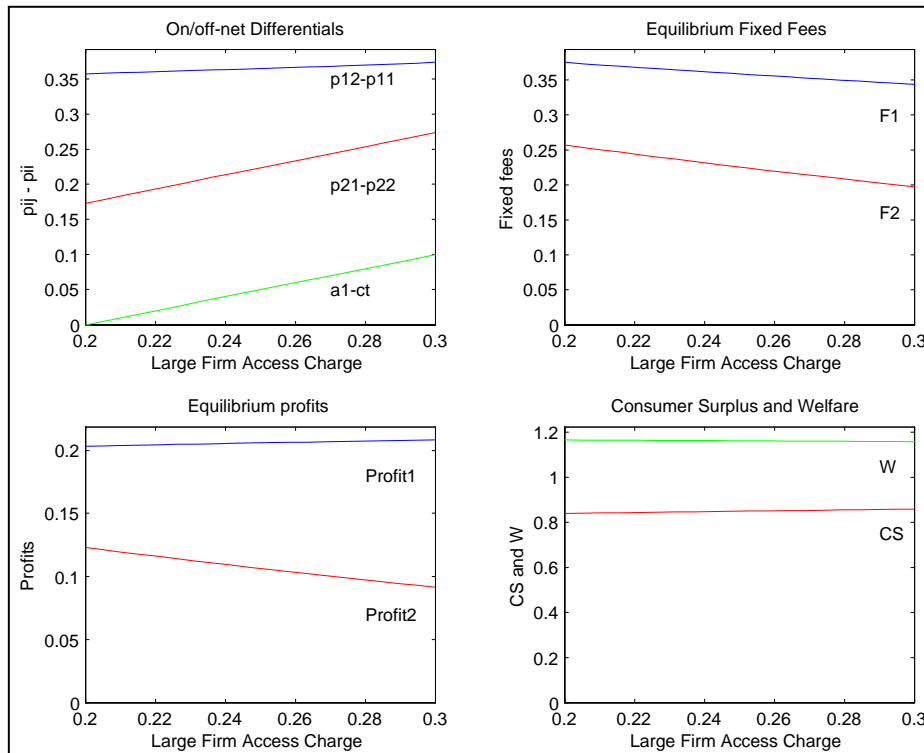 On/off-net Differentials
pij - pii
0.35
0.3
0.25
0.2
0.15
0.1
0.05
0
p12-p11
p21-p22
a1-ct
0.2 0.22 0.24 0.26 0.28 0.3
Large Firm Access Charge
Equilibrium Fixed Fees
Fixed fees
0.35
0.3
0.25
0.2
0.15
0.1
0.05
0
F1
F2
0.2 0.22 0.24 0.26 0.28 0.3
Large Firm Access Charge
Equilibrium profits
Profits
0.2
0.15
0.1
0.05
0
Profit1
Profit2
0.2 0.22 0.24 0.26 0.28 0.3
Large Firm Access Charge
Consumer Surplus and Welfare
CS and W
1.2
1
0.8
0.6
0.4
0.2
0
W
CS
0.2 0.22 0.24 0.26 0.28 0.3
Large Firm Access Charge